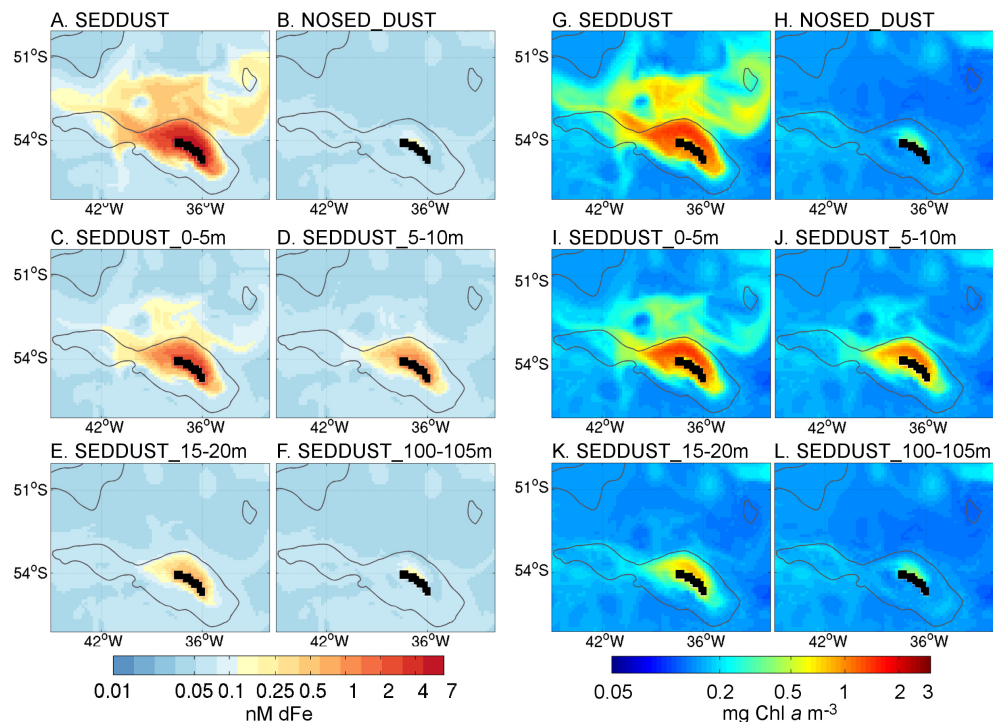 A. SEDDUST
B. NOSED_DUST
G. SEDDUST
H. NOSED_DUST
51°S
54°S
51°S
54°S
42°W
36°W
42°W
36°W
42°W
36°W
42°W
36°W
C. SEDDUST_0-5m
D. SEDDUST_5-10m
I. SEDDUST_0-5m
J. SEDDUST_5-10m
51°S
54°S
51°S
54°S
42°W
36°W
42°W
36°W
42°W
36°W
42°W
36°W
E. SEDDUST_15-20m
F. SEDDUST_100-105m
K. SEDDUST_15-20m
L. SEDDUST_100-105m
51°S
54°S
51°S
54°S
42°W
36°W
42°W
36°W
42°W
36°W
42°W
36°W
0.01 0.1 0.25 0.5 1 2 4 7
nM dFe
0.05 0.2 0.5 1 2 3
mg Chl a m⁻³